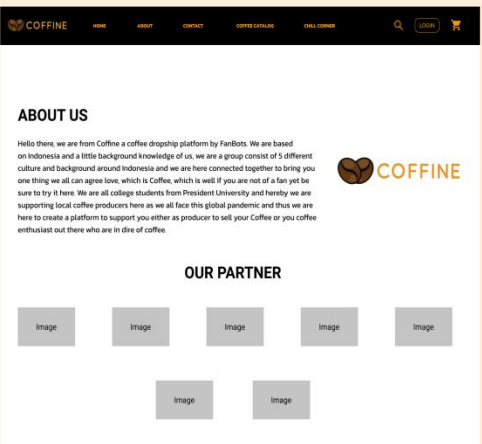 COFFINE HOME ABOUT CONTACT COFFEE CATALOG CHILL CORNER LOGIN
ABOUT US
Hello there, we are from Coffine a coffee dropship platform by FanBots. We are based
on Indonesia and a little background knowledge of us, we are a group consist of 5 different
culture and background around Indonesia and we are here connected together to bring you
one thing we all can agree love, which is Coffee, which is well if you are not of a fan yet be
sure to try it here. We are all college students from President University and hereby we are
supporting local coffee producers here as we all face this global pandemic and thus we are
here to create a platform to support you either as producer to sell your Coffee or you coffee
enthusiast out there who are in dire of coffee.
COFFINE
OUR PARTNER
Image Image Image Image Image
Image Image